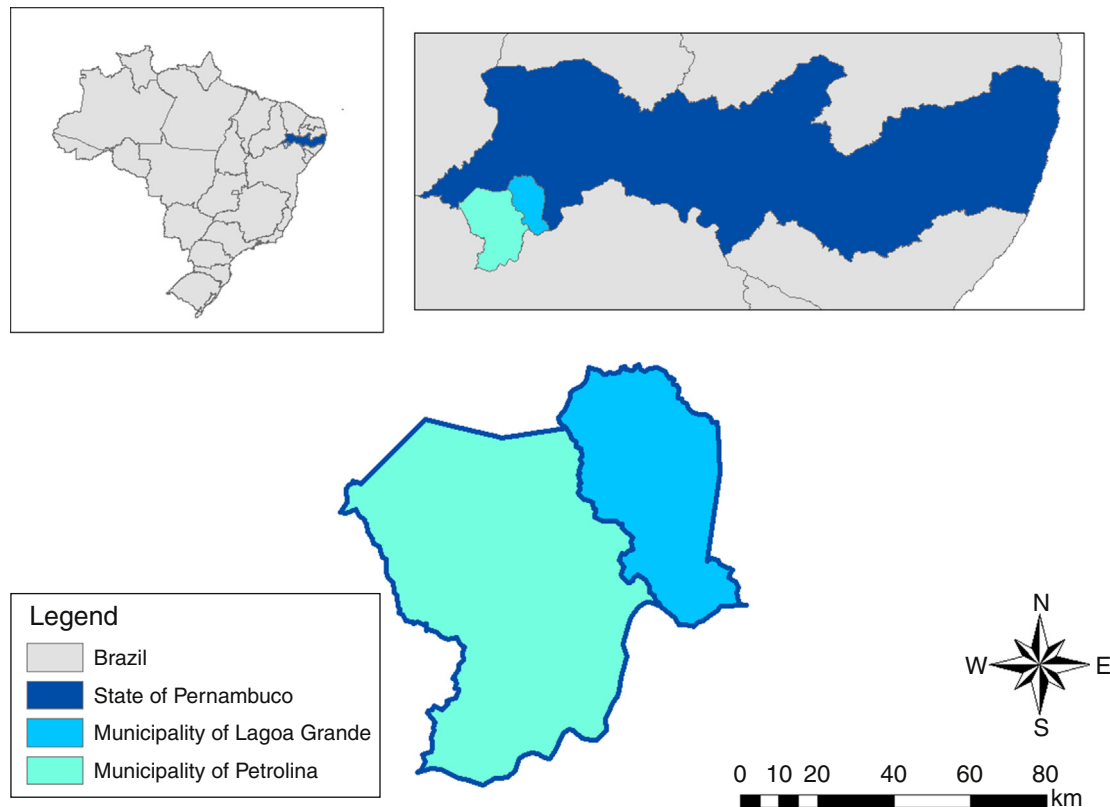 Legend
Brazil
State of Pernambuco
Municipality of Lagoa Grande
Municipality of Petrolina
N
W E
S
0 10 20 40 60 80
km